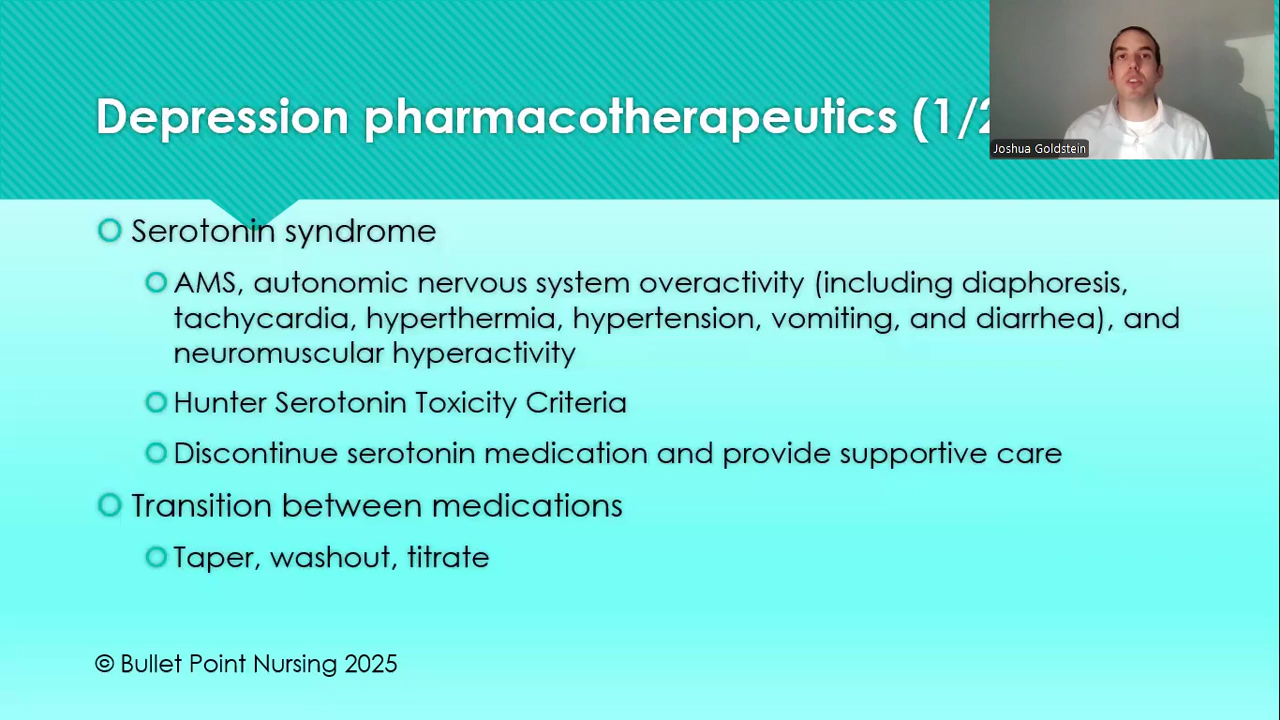 Depression pharmacotherapeutics (1/2
Joshua Goldstein
Serotonin syndrome
AMS, autonomic nervous system overactivity (including diaphoresis,
tachycardia, hyperthermia, hypertension, vomiting, and diarrhea), and
neuromuscular hyperactivity
Hunter Serotonin Toxicity Criteria
Discontinue serotonin medication and provide supportive care
Transition between medications
Taper, washout, titrate
© Bullet Point Nursing 2025